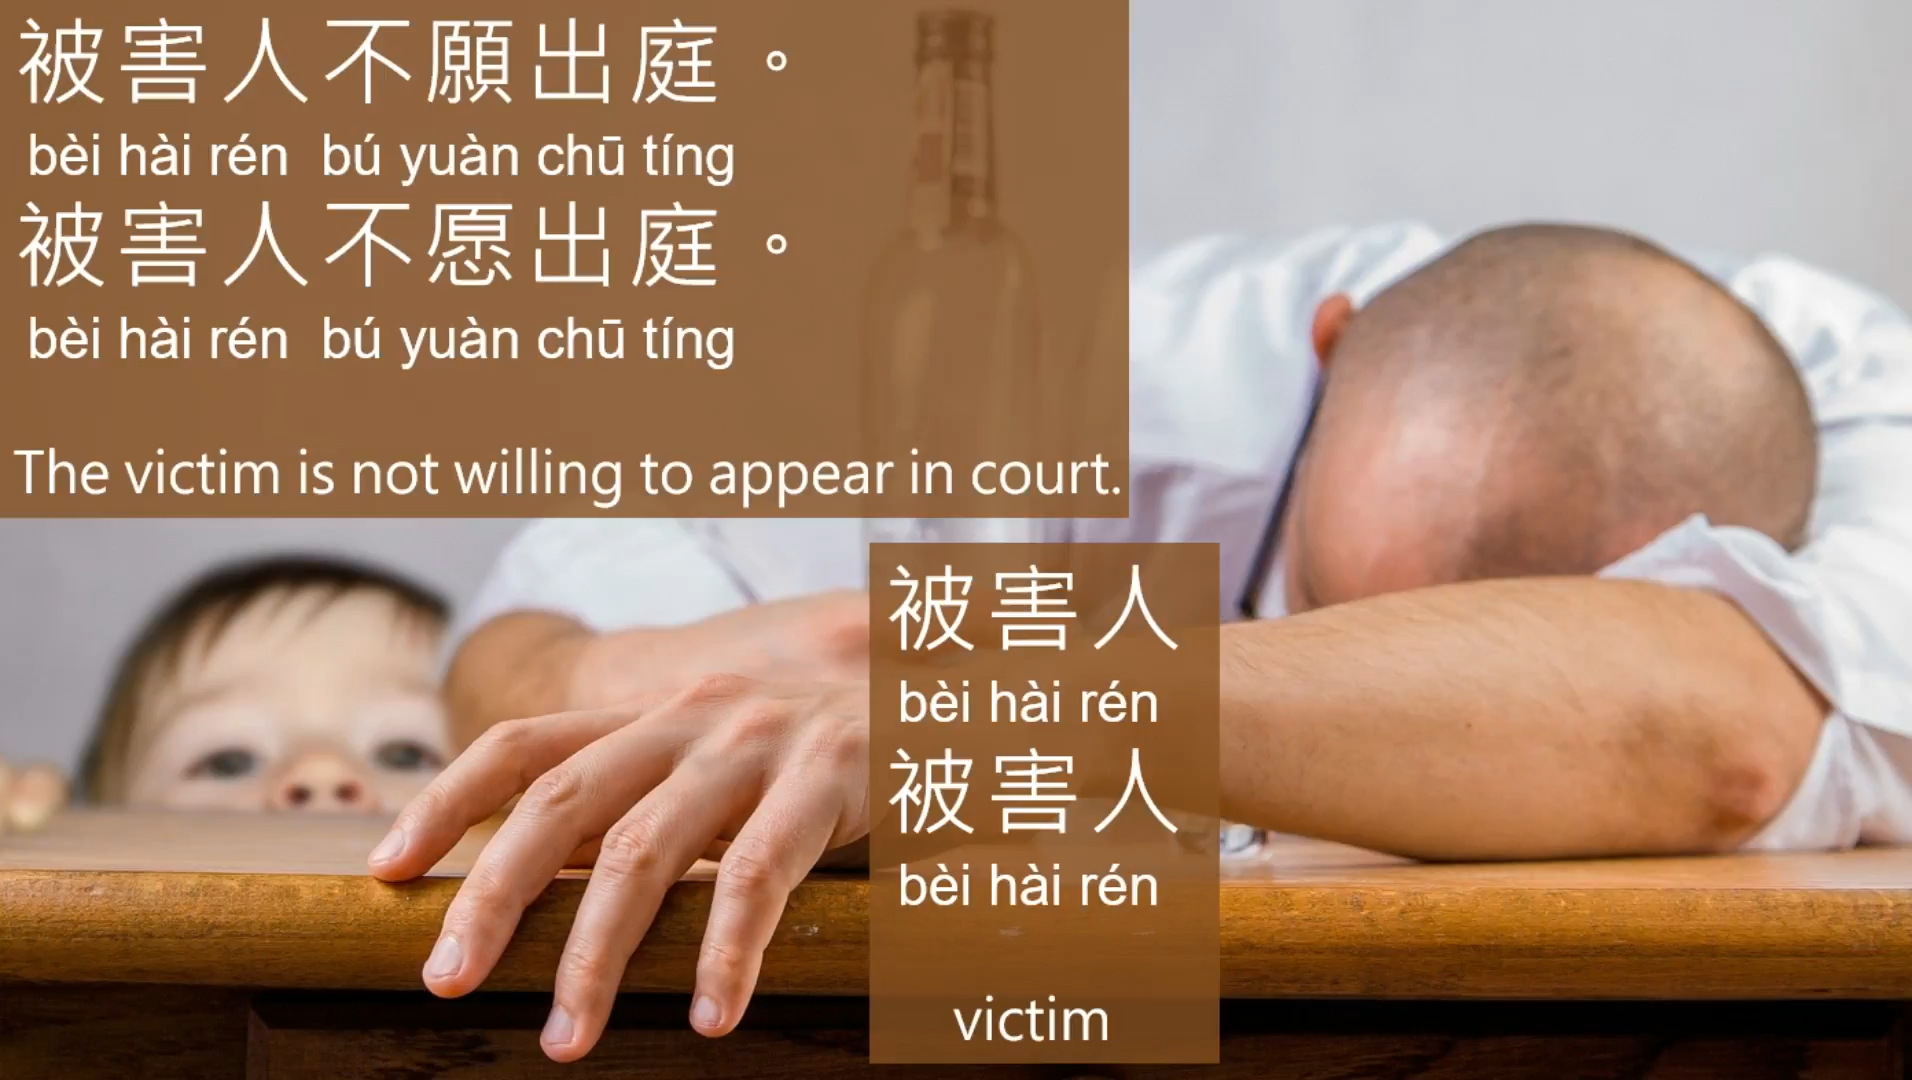 被害人不願出庭。
bèi hài rén bú yuàn chū tíng
被害人不愿出庭。
bèi hài rén bú yuàn chū tíng
The victim is not willing to appear in court.
被害人
bèi hài rén
被害人
bèi hài rén
victim